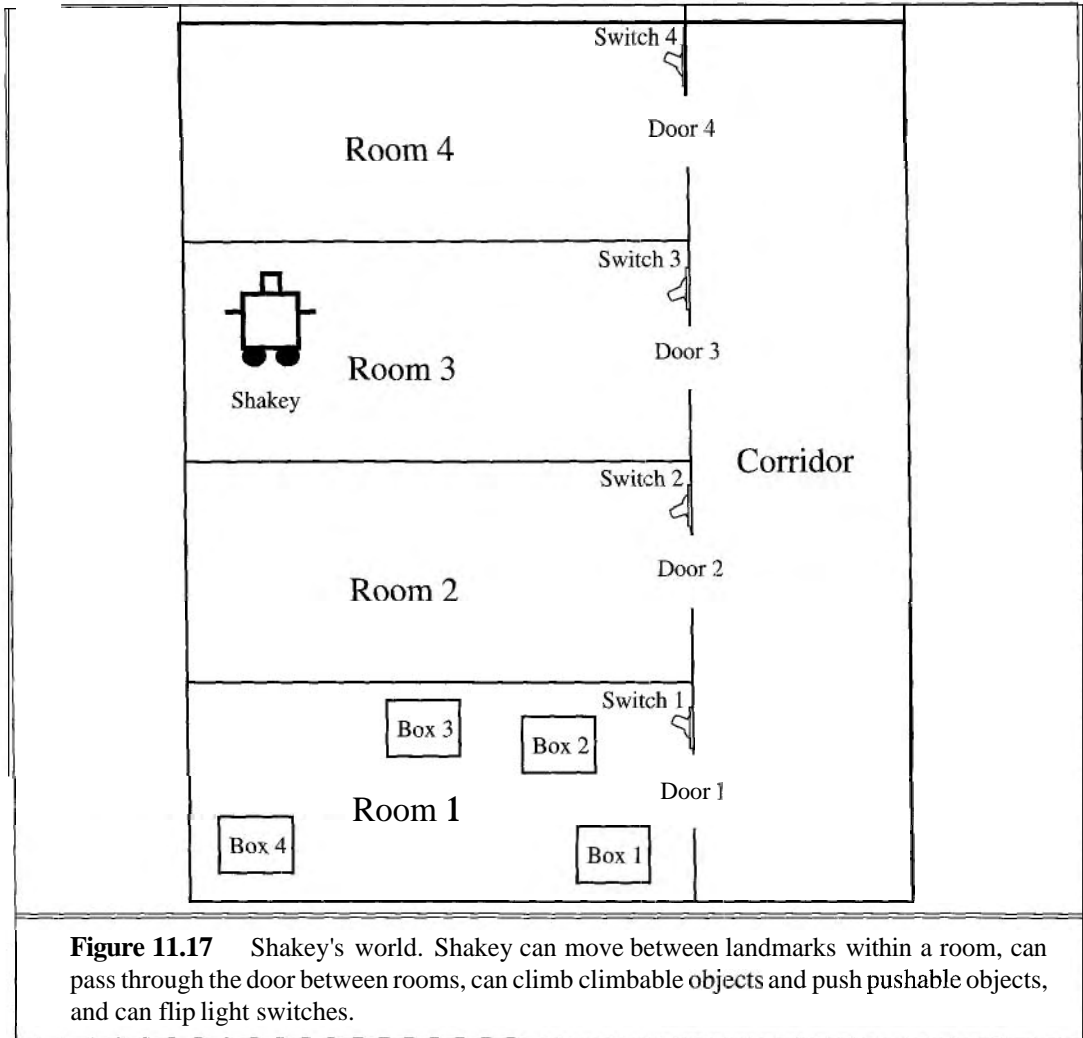 Switch 4
Door 4
Room 4
Switch 3
Door 3
Room 3
Shakey
Corridor
Switch 2
Door 2
Room 2
Switch 1
Box 3
Box 2
Door 1
Room 1
Box 4
Box 1
Figure 11.17 Shakey's world. Shakey can move between landmarks within a room, can
pass through the door between rooms, can climb climbable objects and push pushable objects,
and can flip light switches.